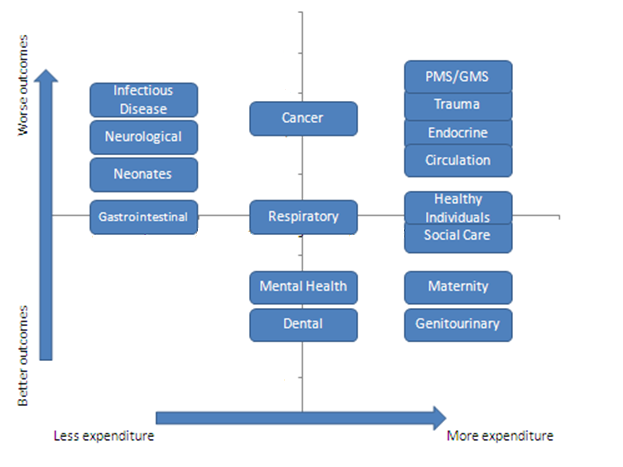 Worse outcomes
Better outcomes
Infectious
Disease
Neurological
Neonates
Gastrointestinal
Cancer
Respiratory
Mental Health
Dental
PMS/GMS
Trauma
Endocrine
Circulation
Healthy
Individuals
Social Care
Maternity
Genitourinary
Less expenditure
More expenditure